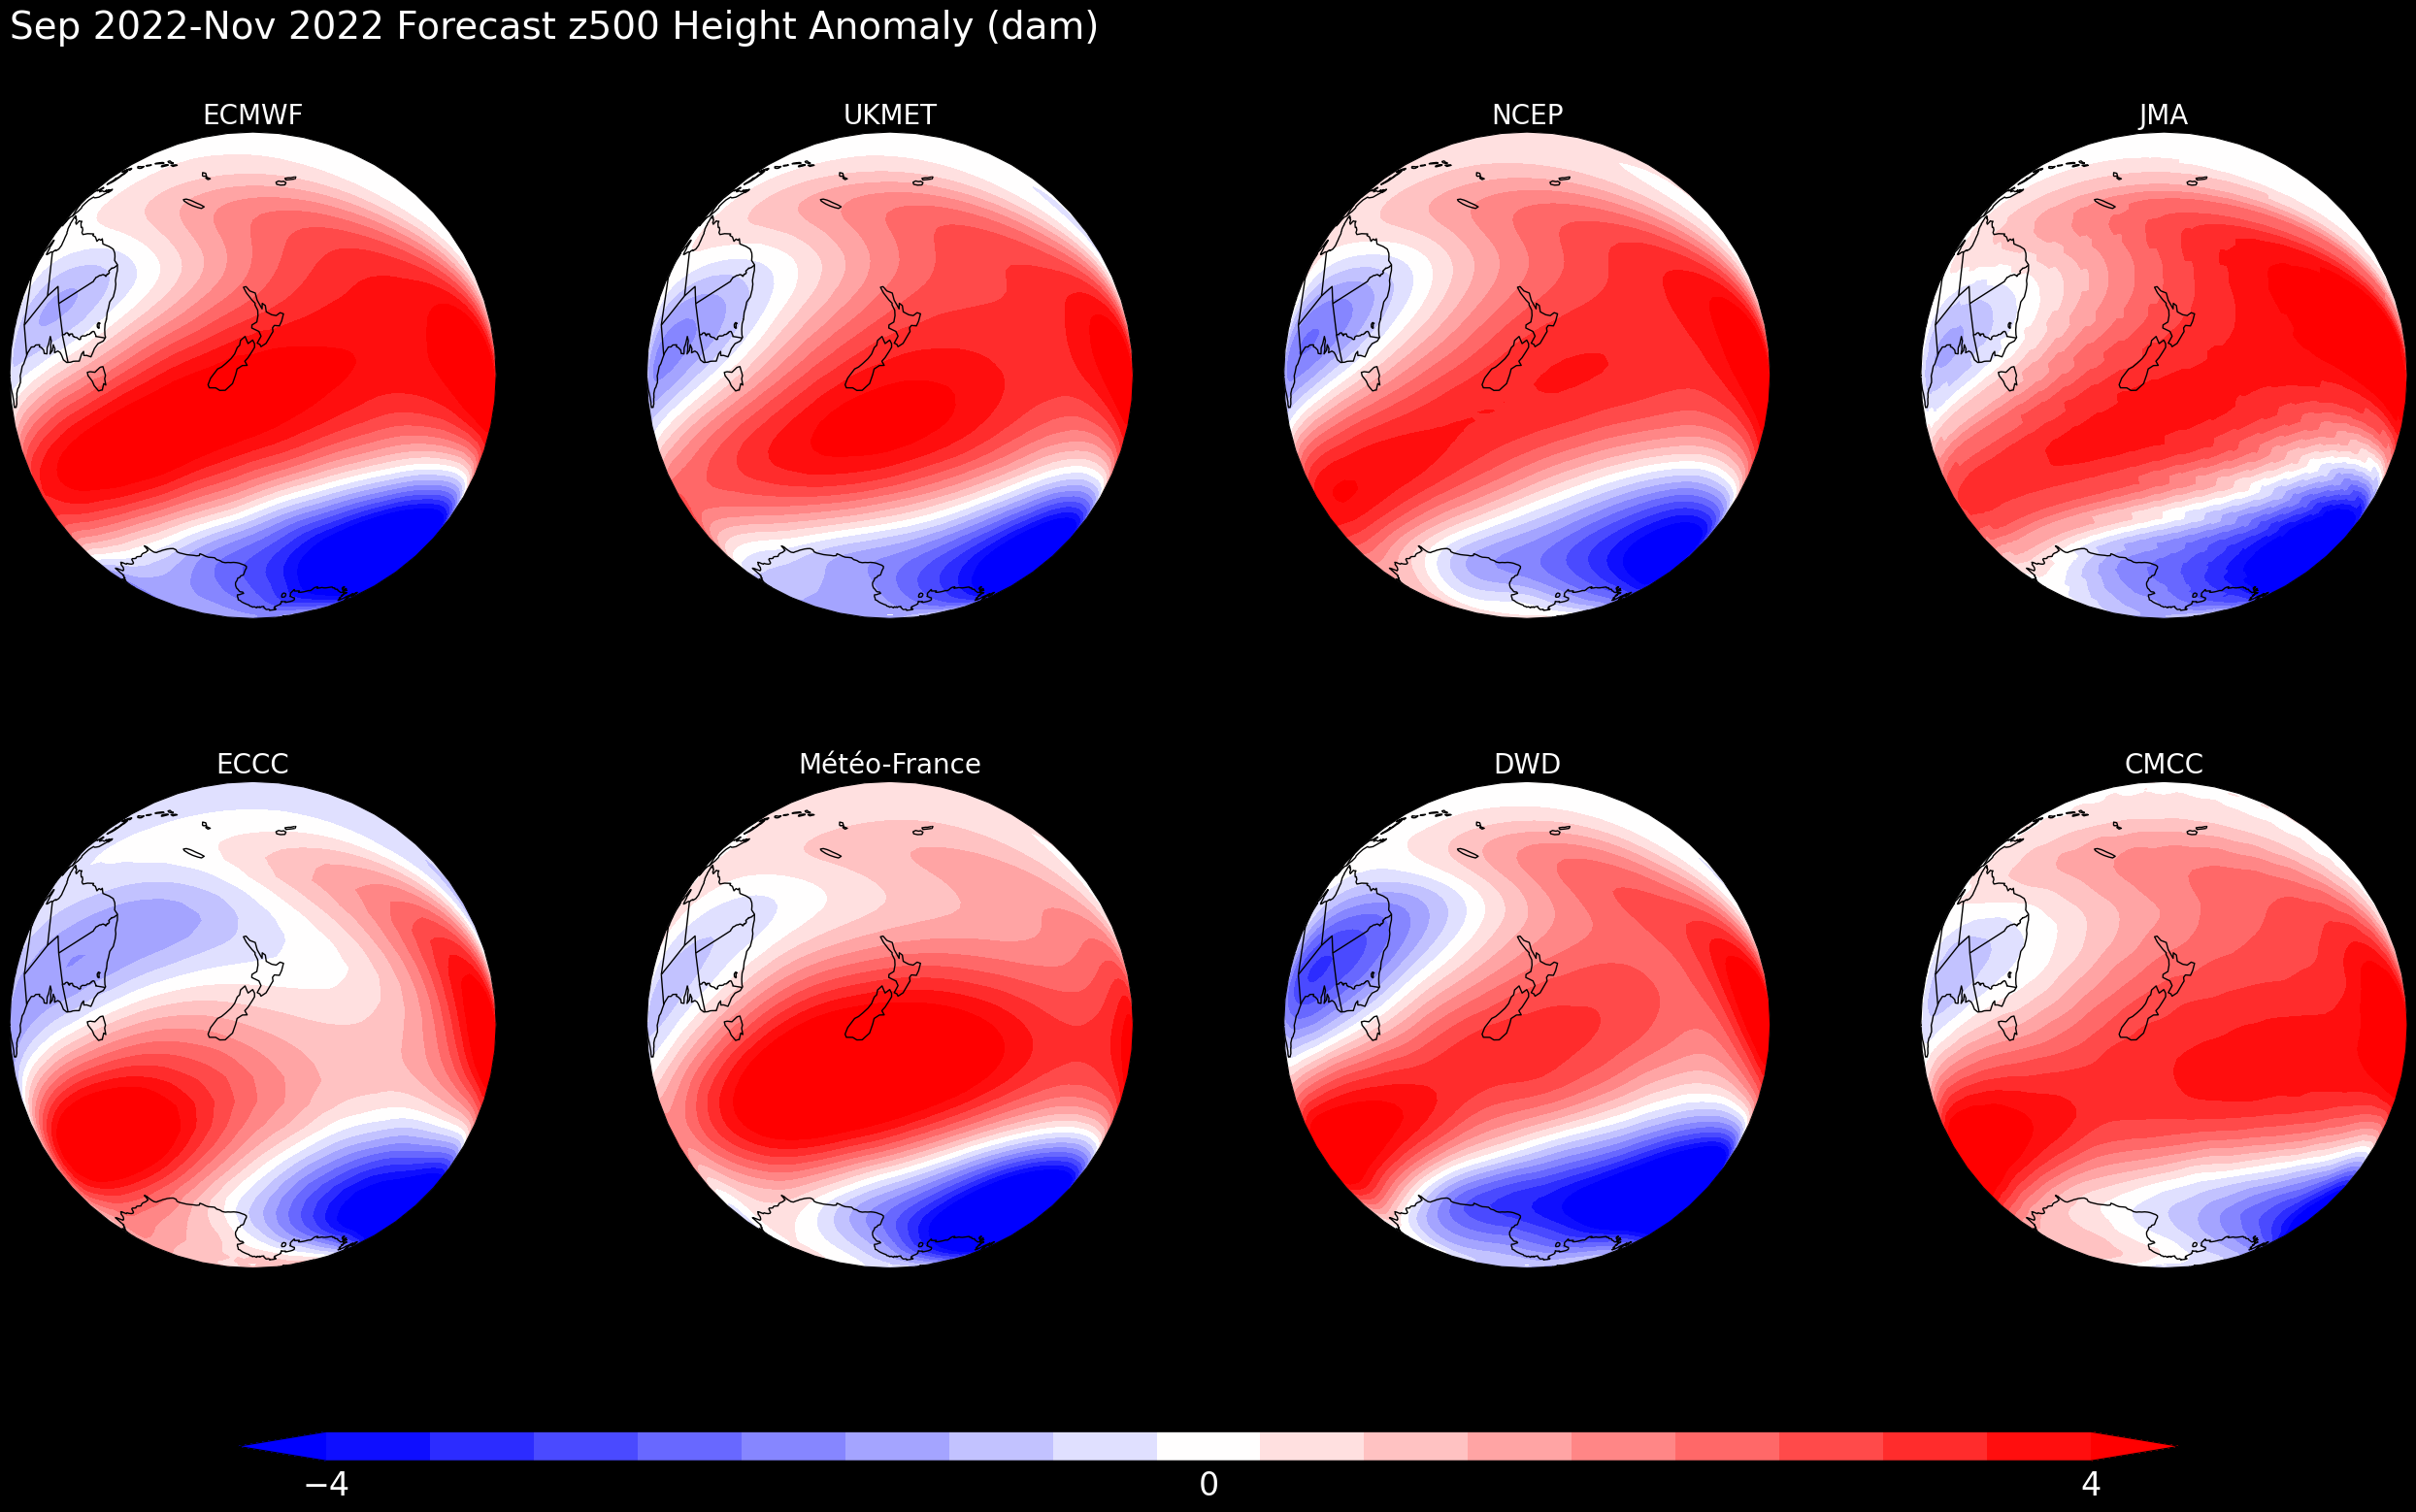 Sep 2022-Nov 2022 Forecast z500 Height Anomaly (dam)
ECMWF
UKMET
NCEP
JMA
ECCC
Météo-France
DWD
CMCC
−4
0
4